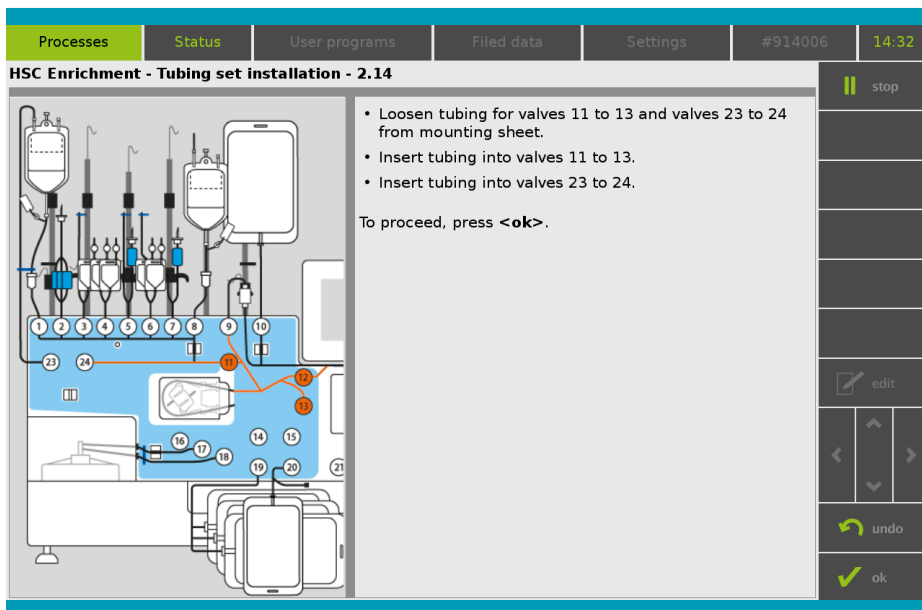 Processes Status User programs Filed data Settings #914006 14:32
HSC Enrichment - Tubing set installation - 2.14
stop
• Loosen tubing for valves 11 to 13 and valves 23 to 24
from mounting sheet.
• Insert tubing into valves 11 to 13.
• Insert tubing into valves 23 to 24.
To proceed, press <ok>.
1 2 3 4 5 6 7 8 9 10
23 24 11
12
13
14 15
16
17
18
19 20 21
edit
undo
ok